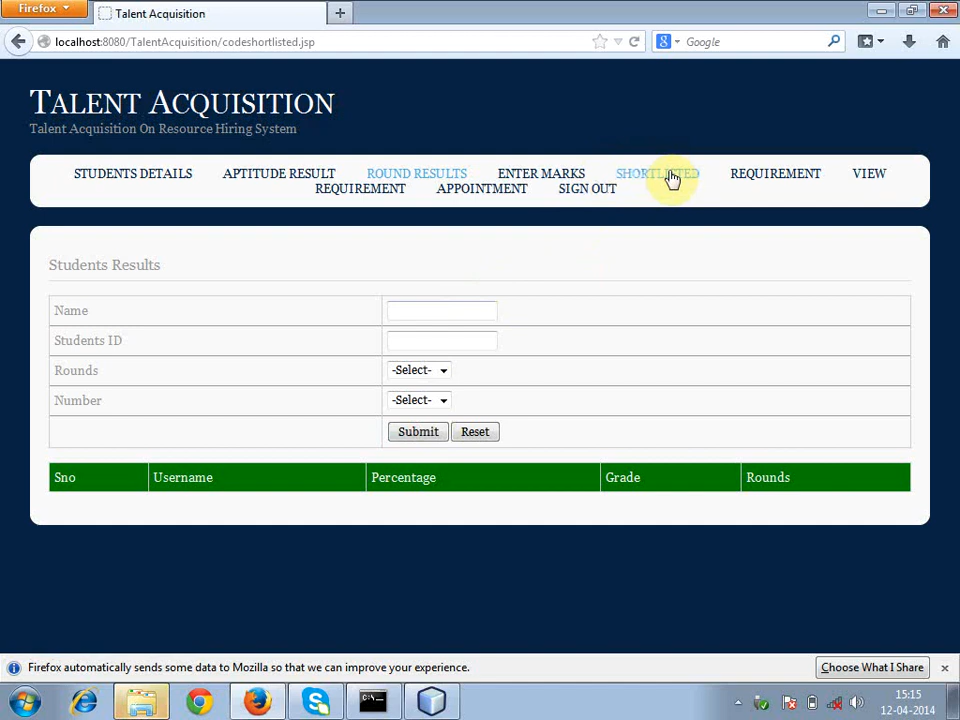 Firefox
Talent Acquisition
localhost:8080/TalentAcquisition/codeshortlisted.jsp
Google
TALENT ACQUISITION
Talent Acquisition On Resource Hiring System
STUDENTS DETAILS APTITUDE RESULT ROUND RESULTS ENTER MARKS SHORTLISTED REQUIREMENT VIEW
REQUIREMENT APPOINTMENT SIGN OUT
Students Results
Name
Students ID
Rounds -Select-
Number -Select-
Submit Reset
Sno Username Percentage Grade Rounds
Firefox automatically sends some data to Mozilla so that we can improve your experience. Choose What I Share
15:15
12-04-2014